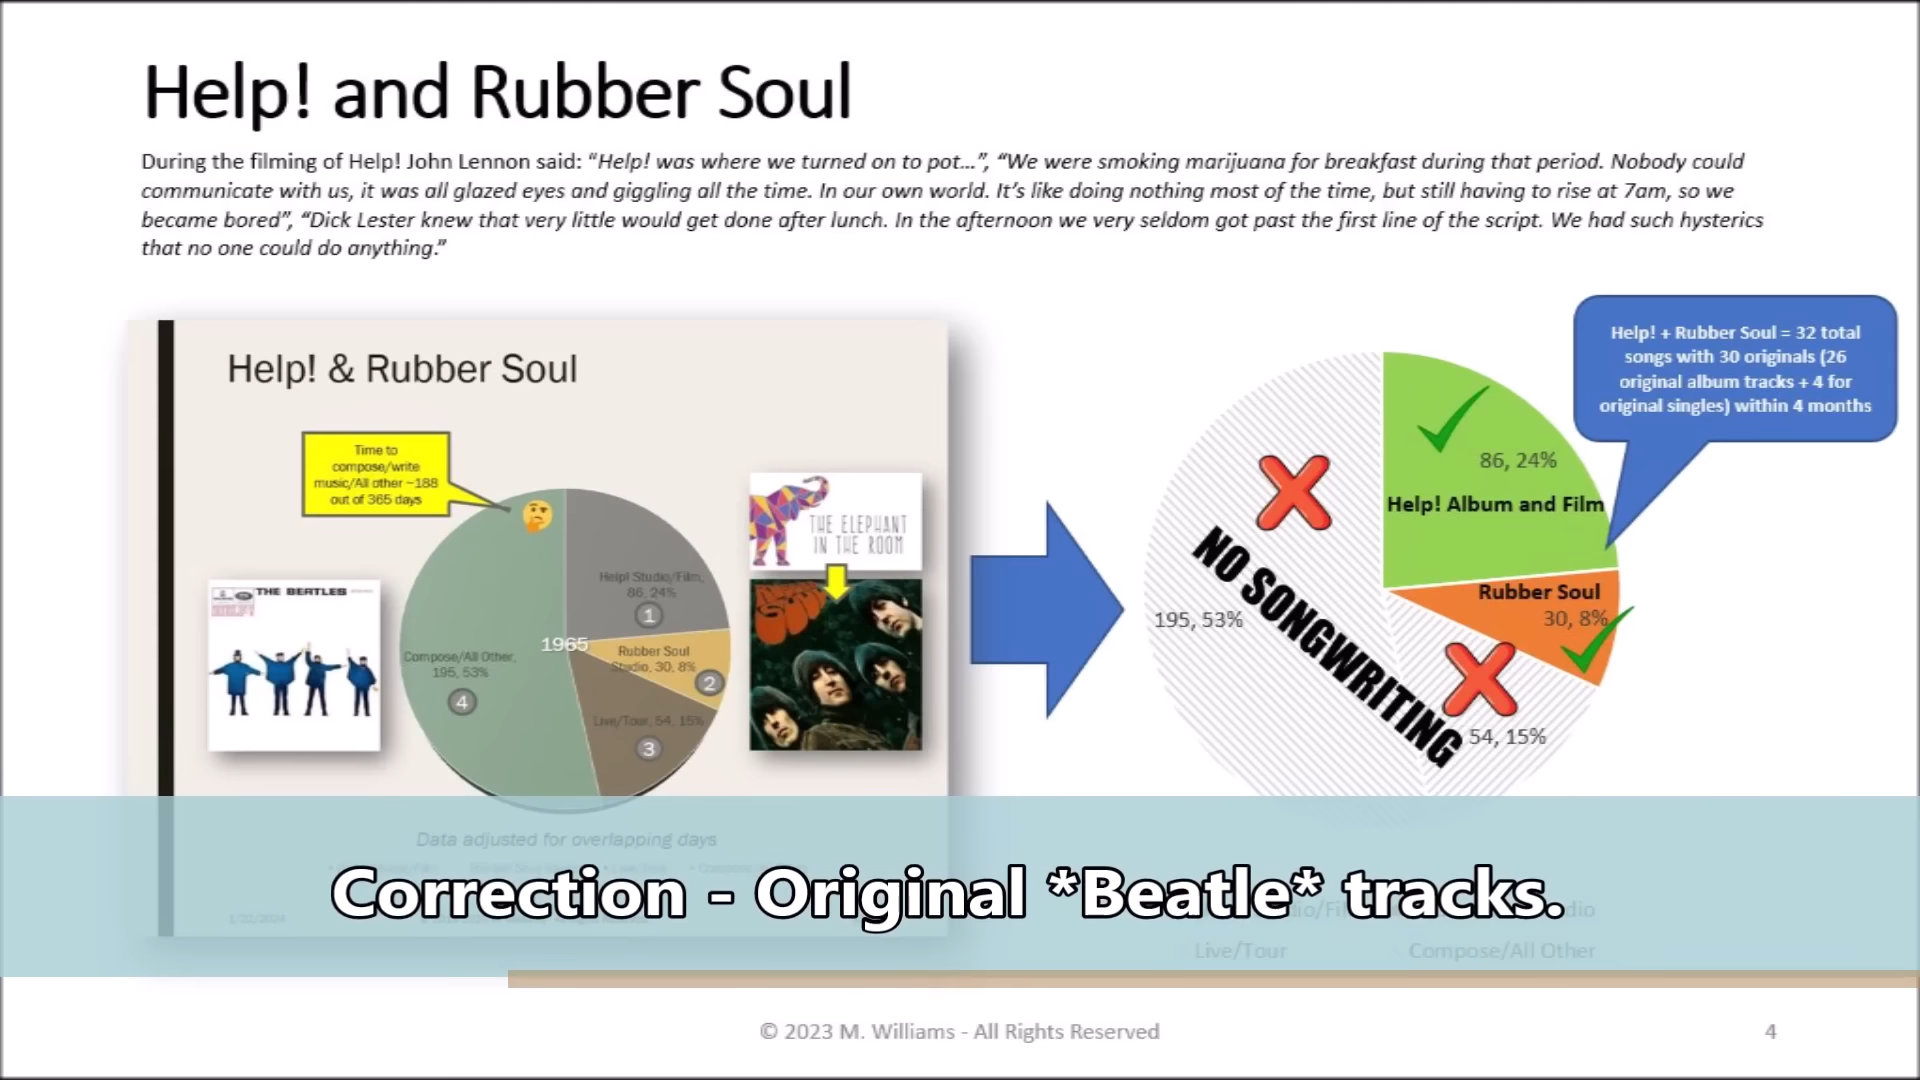 Help! and Rubber Soul
During the filming of Help! John Lennon said: “Help! was where we turned on to pot…”, “We were smoking marijuana for breakfast during that period. Nobody could
communicate with us, it was all glazed eyes and giggling all the time. In our own world. It’s like doing nothing most of the time, but still having to rise at 7am, so we
became bored”, “Dick Lester knew that very little would get done after lunch. In the afternoon we very seldom got past the first line of the script. We had such hysterics
that no one could do anything.”
Help! & Rubber Soul
Time to
compose/write
music/All other ~188
out of 365 days
THE ELEPHANT
IN THE ROOM
THE BEATLES
HELP!
Help! Studio/Film,
86, 24%
1
1965
Rubber Soul
Studio, 30, 8%
2
Compose/All Other,
195, 53%
4
Live/Tour, 54, 15%
3
Data adjusted for overlapping days
Help! + Rubber Soul = 32 total
songs with 30 originals (26
original album tracks + 4 for
original singles) within 4 months
86, 24%
Help! Album and Film
Rubber Soul
30, 8%
195, 53%
NO SONGWRITING
54, 15%
Correction - Original *Beatle* tracks.
Live/Tour
Compose/All Other
© 2023 M. Williams - All Rights Reserved
4